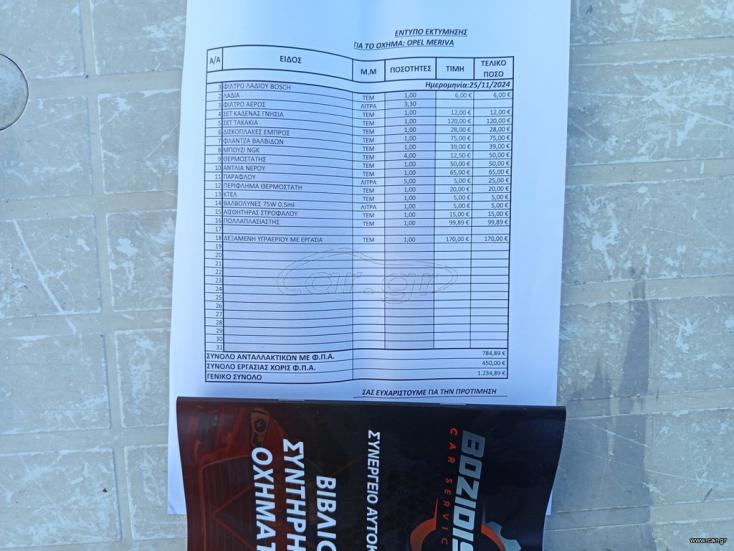 ΕΝΤΥΠΟ ΕΚΤΥΜΗΣΗΣ
ΓΙΑ ΤΟ ΟΧΗΜΑ: OPEL MERIVA
Α/Α ΕΙΔΟΣ Μ.Μ ΠΟΣΟΤΗΤΕΣ ΤΙΜΗ ΤΕΛΙΚΟ ΠΟΣΟ
Ημερομηνία:25/11/2024
1 ΦΙΛΤΡΟ ΛΑΔΙΟΥ BOSCH ΤΕΜ 1,00 6,00 € 6,00 €
2 ΛΑΔΙΑ ΛΙΤΡΑ 3,30
3 ΦΙΛΤΡΟ ΑΕΡΟΣ ΤΕΜ 1,00 12,00 € 12,00 €
4 ΣΕΤ ΚΑΔΕΝΑΣ ΓΝΗΣΙΑ ΤΕΜ 1,00 120,00 € 120,00 €
5 ΣΕΤ ΤΑΚΑΚΙΑ ΤΕΜ 1,00 28,00 € 28,00 €
6 ΔΙΣΚΟΠΛΑΚΕΣ ΕΜΠΡΟΣ ΤΕΜ 1,00 75,00 € 75,00 €
7 ΦΛΑΝΤΖΑ ΒΑΛΒΙΔΟΝ ΤΕΜ 1,00 39,00 € 39,00 €
8 ΜΠΟΥΖΙ NGK ΤΕΜ 4,00 12,50 € 50,00 €
9 ΘΕΡΜΟΣΤΑΤΗΣ ΤΕΜ 1,00 50,00 € 50,00 €
10 ΑΝΤΛΙΑ ΝΕΡΟΥ ΤΕΜ 1,00 65,00 € 65,00 €
11 ΠΑΡΑΦΛΟΥ ΛΙΤΡΑ 5,00 5,00 € 25,00 €
12 ΠΕΡΙΦΛΗΜΑ ΘΕΡΜΟΣΤΑΤΗ ΤΕΜ 1,00 20,00 € 20,00 €
13 ΚΤΕΛ ΤΕΜ 1,00 5,00 € 5,00 €
14 ΒΑΛΒΟΛΥΝΕΣ 75W 0,5ml ΛΙΤΡΑ 1,00 5,00 € 5,00 €
15 ΑΙΣΘΗΤΗΡΑΣ ΣΤΡΟΦΑΛΟΥ ΤΕΜ 1,00 15,00 € 15,00 €
16 ΠΟΛΛΑΠΛΑΣΙΑΣΤΗΣ ΤΕΜ 1,00 99,89 € 99,89 €
17
18 ΔΕΞΑΜΕΝΗ ΥΓΡΑΕΡΙΟΥ ΜΕ ΕΡΓΑΣΙΑ ΤΕΜ 1,00 170,00 € 170,00 €
19
20
21
22
23
24
25
26
27
28
29
30
31
car.gr
ΣΥΝΟΛΟ ΑΝΤΑΛΛΑΚΤΙΚΩΝ ΜΕ Φ.Π.Α. 784,89 €
ΣΥΝΟΛΟ ΕΡΓΑΣΙΑΣ ΧΩΡΙΣ Φ.Π.Α. 450,00 €
ΓΕΝΙΚΟ ΣΥΝΟΛΟ 1.234,89 €
ΣΑΣ ΕΥΧΑΡΙΣΤΟΥΜΕ ΓΙΑ ΤΗΝ ΠΡΟΤΙΜΗΣΗ
BOZIDIS
CAR SERVIC
ΣΥΝΕΡΓΕΙΟ ΑΥΤΟΚ
ΒΙΒΛΙΟ
ΣΥΝΤΗΡΗ
ΟΧΗΜΑΤ
www.car.gr